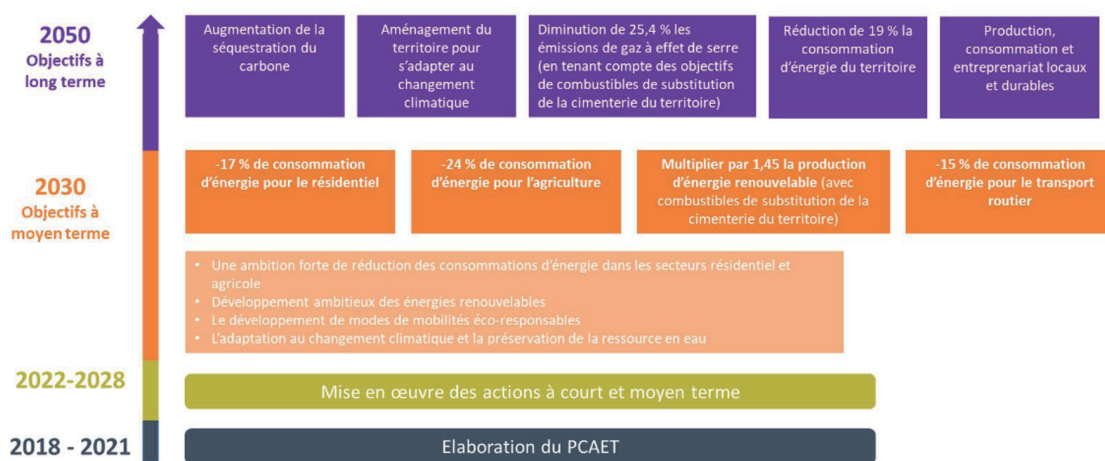 2050
Objectifs à
long terme
Augmentation de la
séquestration du
carbone
Aménagement du
territoire pour
s'adapter au
changement
climatique
Diminution de 25,4 % les
émissions de gaz à effet de serre
(en tenant compte des objectifs
de combustibles de substitution
de la cimenterie du territoire)
Réduction de 19 % la
consommation
d'énergie du territoire
Production,
consommation et
entreprenariat locaux
et durables
2030
Objectifs à
moyen terme
-17 % de consommation
d'énergie pour le résidentiel
-24 % de consommation
d'énergie pour l'agriculture
Multiplier par 1,45 la production
d'énergie renouvelable (avec
combustibles de substitution de la
cimenterie du territoire)
-15 % de consommation
d'énergie pour le transport
routier
• Une ambition forte de réduction des consommations d'énergie dans les secteurs résidentiel et
agricole
• Développement ambitieux des énergies renouvelables
• Le développement de modes de mobilités éco-responsables
• L'adaptation au changement climatique et la préservation de la ressource en eau
2022-2028
Mise en œuvre des actions à court et moyen terme
2018 - 2021
Elaboration du PCAET